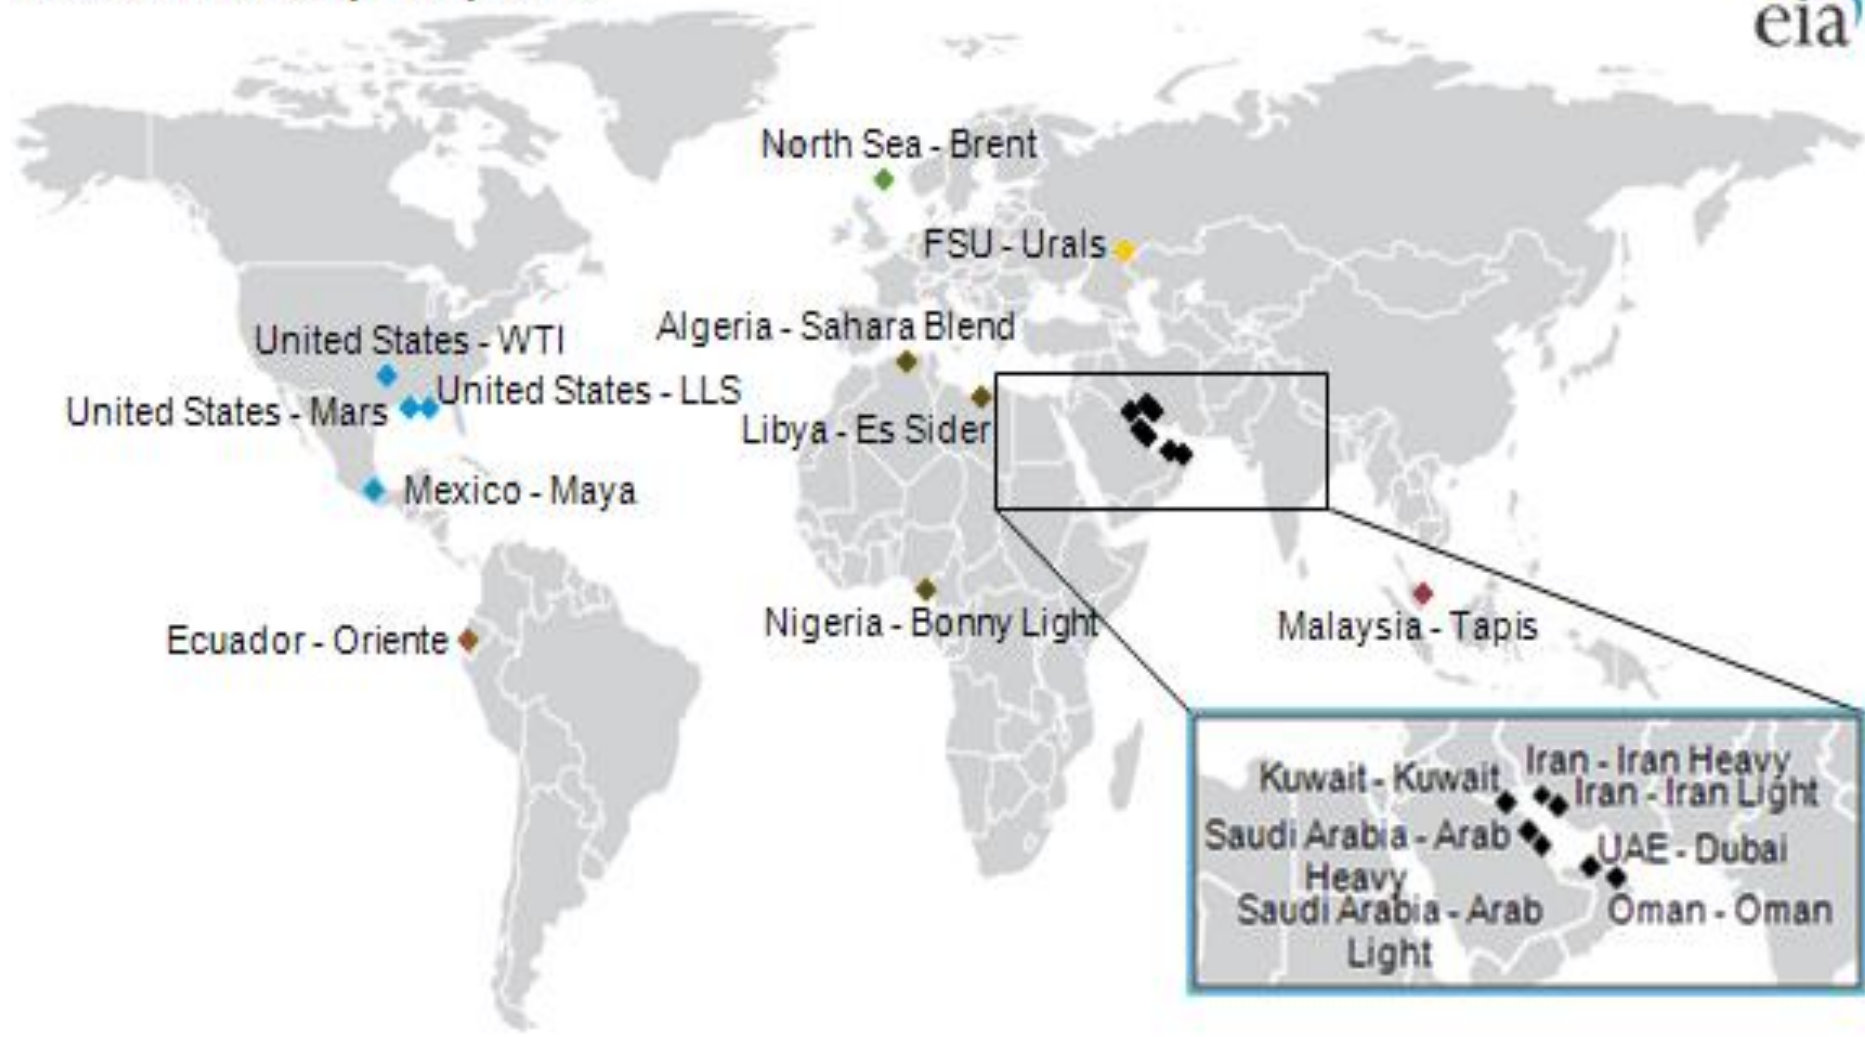 eia
North Sea - Brent
FSU - Urals
United States - WTI
Algeria - Sahara Blend
United States - LLS
United States - Mars
Libya - Es Sider
Mexico - Maya
Nigeria - Bonny Light
Malaysia - Tapis
Ecuador - Oriente
Iran - Iran Heavy
Kuwait - Kuwait
Iran - Iran Light
Saudi Arabia - Arab
Heavy
UAE - Dubai
Saudi Arabia - Arab
Light
Oman - Oman